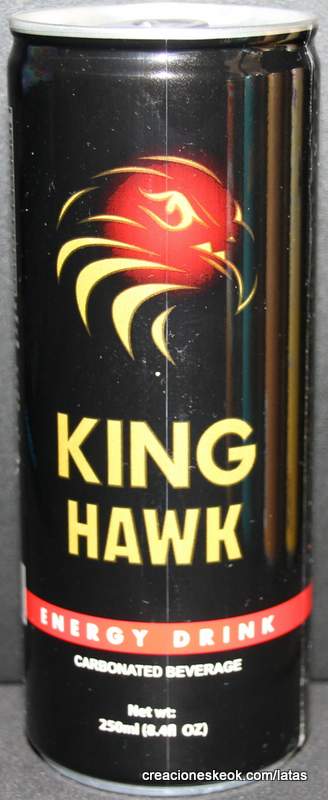 KING
HAWK
ENERGY DRINK
CARBONATED BEVERAGE
Net wt:
250ml (8.4fl OZ)
creacioneskeok.com/latas